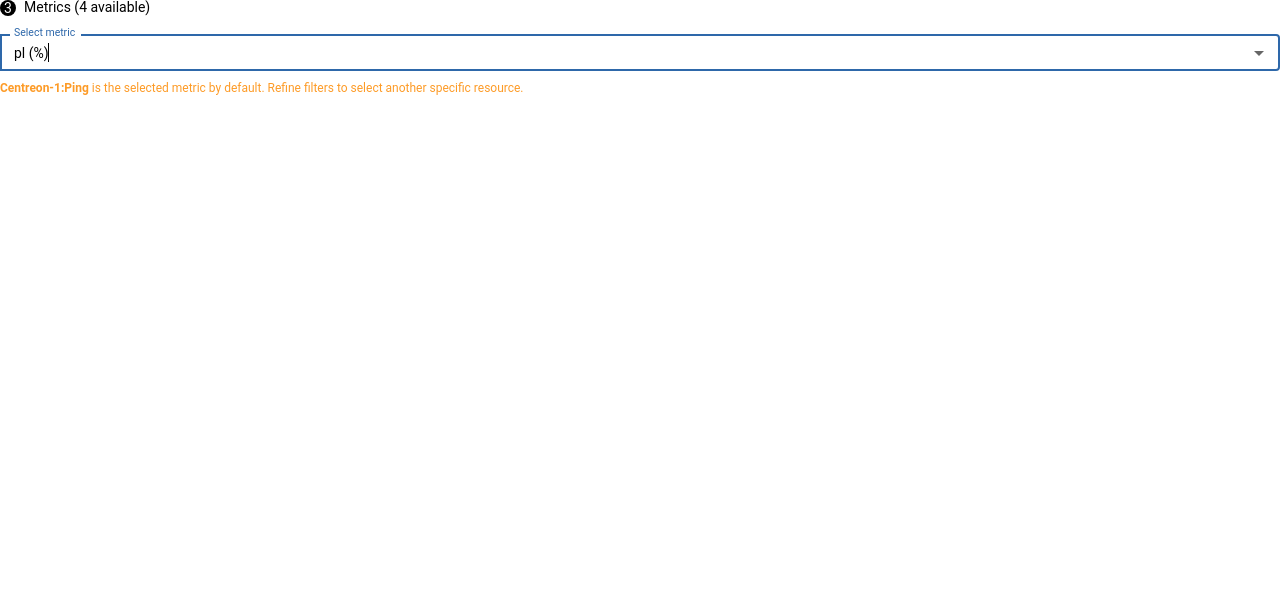 3 Metrics (4 available)
Select metric
pl (%)
Centreon-1:Ping is the selected metric by default. Refine filters to select another specific resource.